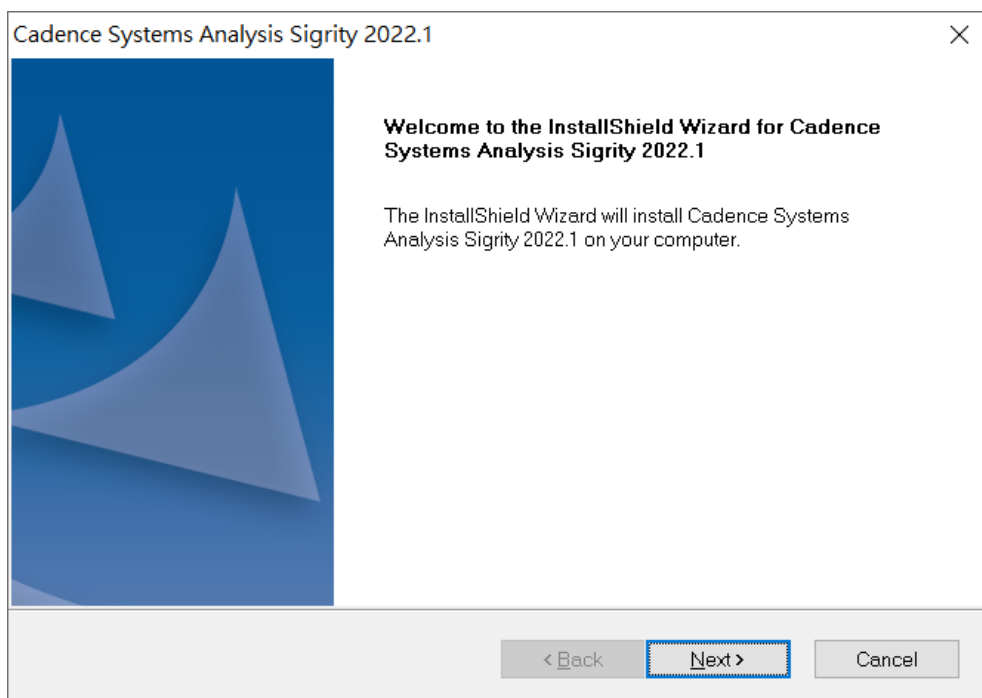 Cadence Systems Analysis Sigrity 2022.1
Welcome to the InstallShield Wizard for Cadence
Systems Analysis Sigrity 2022.1
The InstallShield Wizard will install Cadence Systems
Analysis Sigrity 2022.1 on your computer.
< Back
Next >
Cancel